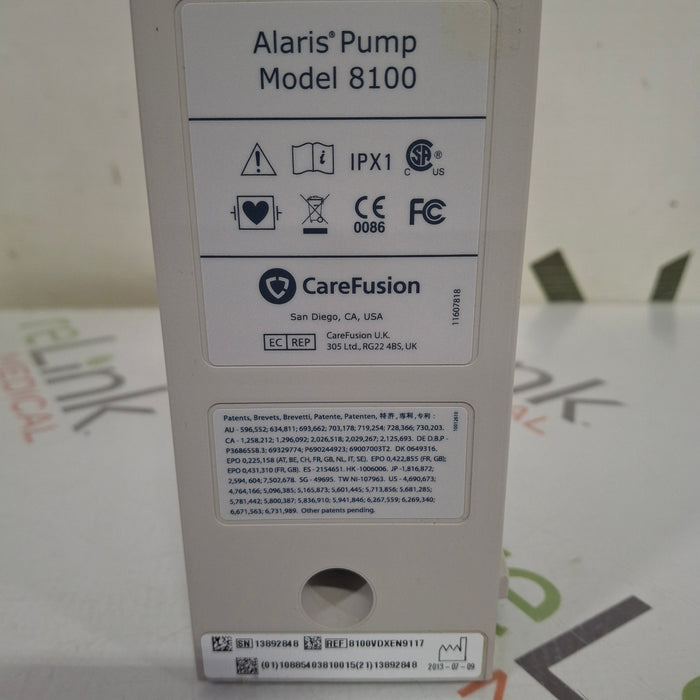 Alaris® Pump
Model 8100
i IPX1 CSA® C US
CE 0086 FC
CareFusion
San Diego, CA, USA
EC REP CareFusion U.K.
305 Ltd., RG22 4BS, UK
11607818
Patents, Brevets, Brevetti, Patente, Patenten, 特許, 專利, 专利 :
AU - 596,552; 634,811; 693,662; 703,178; 719,254; 728,366; 730,203.
CA - 1,258,212; 1,296,092; 2,026,518; 2,029,267; 2,125,693. DE D.B.P -
P3686558.3; 69329774; P690244923; 69007003T2. DK 0649316.
EPO 0,225,158 (AT, BE, CH, FR, GB, NL, IT, SE). EPO 0,422,855 (FR, GB);
EPO 0,431,310 (FR, GB). ES - 2154651. HK -1006006. JP -1,816,872;
2,594, 604; 7,502,678. SG - 49695. TW NI-107963. US - 4,690,673;
4,764,166; 5,096,385; 5,165,873; 5,601,445; 5,713,856; 5,681,285;
5,781,442; 5,800,387; 5,836,910; 5,941,846; 6,267,559; 6,269,340;
6,671,563; 6,731,989. Other patents pending.
SN 13892848 REF 8100VDXEN9117
(01)10885403810015(21)13892848 2013-07-09
eLink
MEDICAL